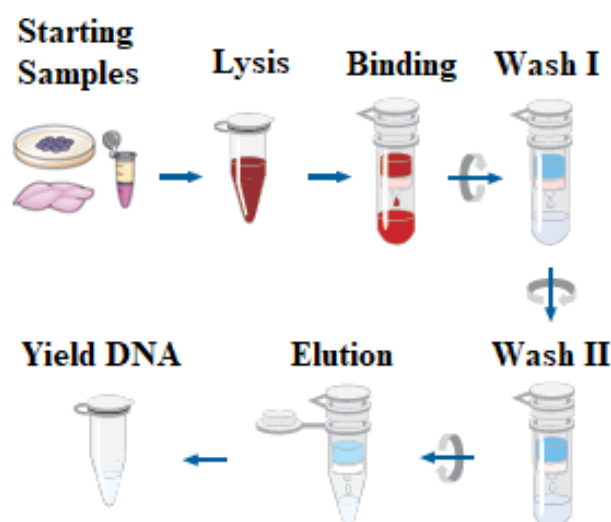 Starting
Samples
Lysis
Binding
Wash I
Yield DNA
Elution
Wash II